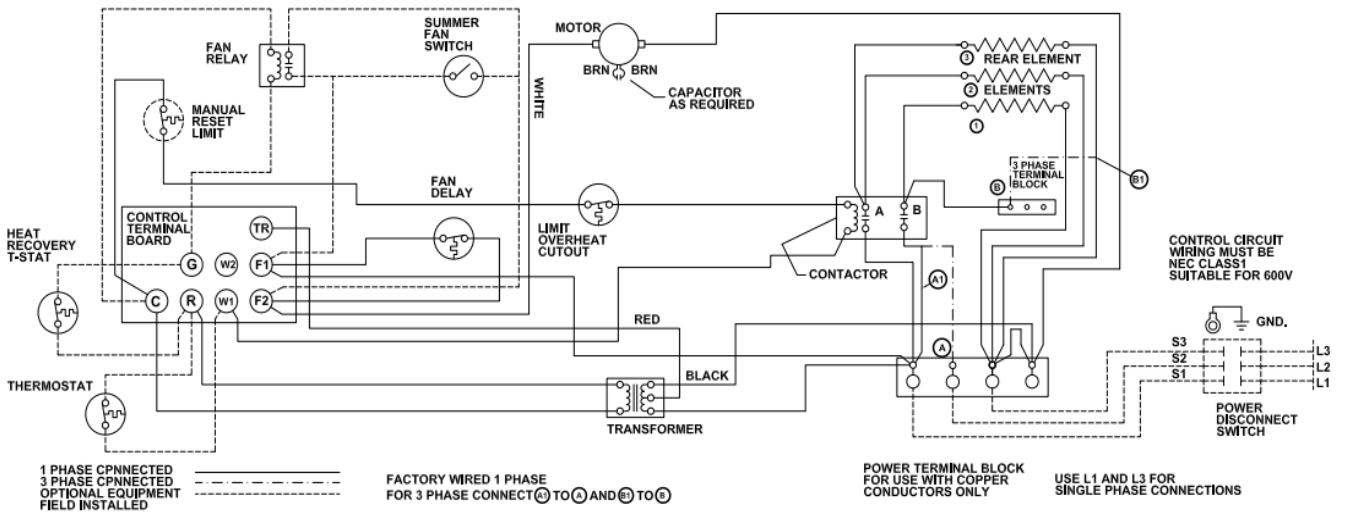 FAN
RELAY
SUMMER
FAN
SWITCH
MOTOR
BRN
BRN
CAPACITOR
AS REQUIRED
WHITE
3
REAR ELEMENT
2
ELEMENTS
1
MANUAL
RESET
LIMIT
3 PHASE
TERMINAL
BLOCK
B
B1
FAN
DELAY
LIMIT
OVERHEAT
CUTOUT
A
B
CONTACTOR
CONTROL
TERMINAL
BOARD
TR
G
W2
F1
C
R
W1
F2
HEAT
RECOVERY
T-STAT
THERMOSTAT
RED
BLACK
TRANSFORMER
A1
A
CONTROL CIRCUIT
WIRING MUST BE
NEC CLASS1
SUITABLE FOR 600V
GND.
S3
S2
S1
L3
L2
L1
POWER
DISCONNECT
SWITCH
1 PHASE CPNNECTED
3 PHASE CPNNECTED
OPTIONAL EQUIPMENT
FIELD INSTALLED
FACTORY WIRED 1 PHASE
FOR 3 PHASE CONNECT A1 TO A AND B1 TO B
POWER TERMINAL BLOCK
FOR USE WITH COPPER
CONDUCTORS ONLY
USE L1 AND L3 FOR
SINGLE PHASE CONNECTIONS